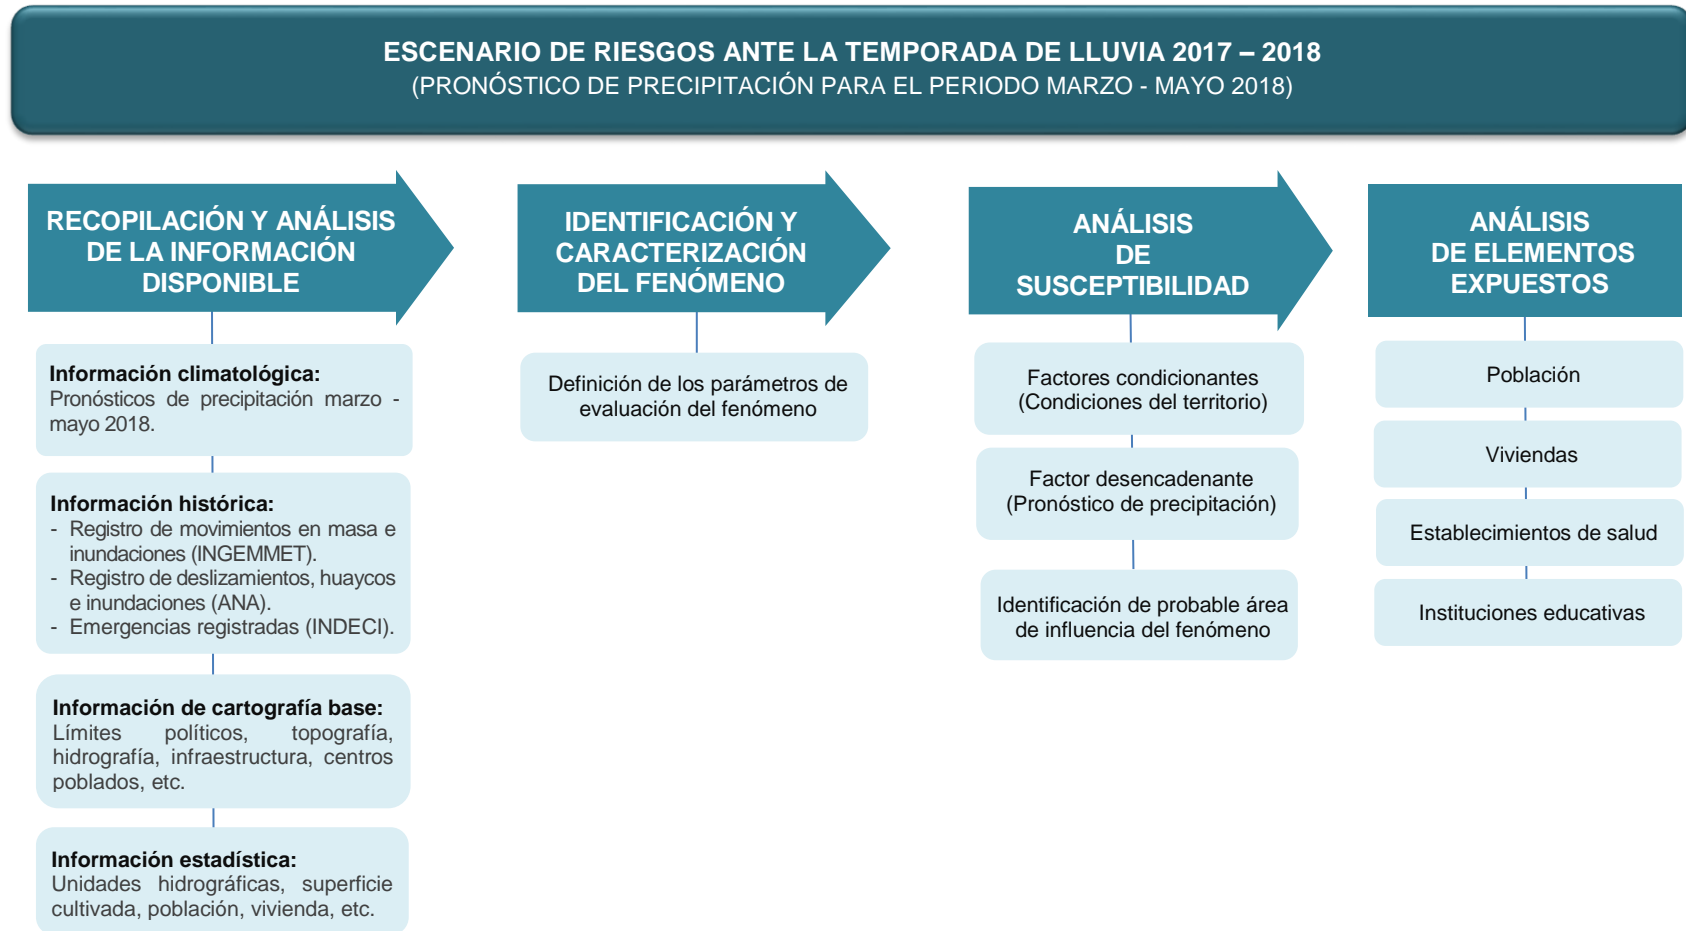 ESCENARIO DE RIESGOS ANTE LA TEMPORADA DE LLUVIA 2017 – 2018
(PRONÓSTICO DE PRECIPITACIÓN PARA EL PERIODO MARZO - MAYO 2018)
RECOPILACIÓN Y ANÁLISIS
DE LA INFORMACIÓN
DISPONIBLE
Información climatológica:
Pronósticos de precipitación marzo -
mayo 2018.
Información histórica:
- Registro de movimientos en masa e
inundaciones (INGEMMET).
- Registro de deslizamientos, huaycos
e inundaciones (ANA).
- Emergencias registradas (INDECI).
Información de cartografía base:
Límites políticos, topografía,
hidrografía, infraestructura, centros
poblados, etc.
Información estadística:
Unidades hidrográficas, superficie
cultivada, población, vivienda, etc.
IDENTIFICACIÓN Y
CARACTERIZACIÓN
DEL FENÓMENO
Definición de los parámetros de
evaluación del fenómeno
ANÁLISIS
DE
SUSCEPTIBILIDAD
Factores condicionantes
(Condiciones del territorio)
Factor desencadenante
(Pronóstico de precipitación)
Identificación de probable área
de influencia del fenómeno
ANÁLISIS
DE ELEMENTOS
EXPUESTOS
Población
Viviendas
Establecimientos de salud
Instituciones educativas